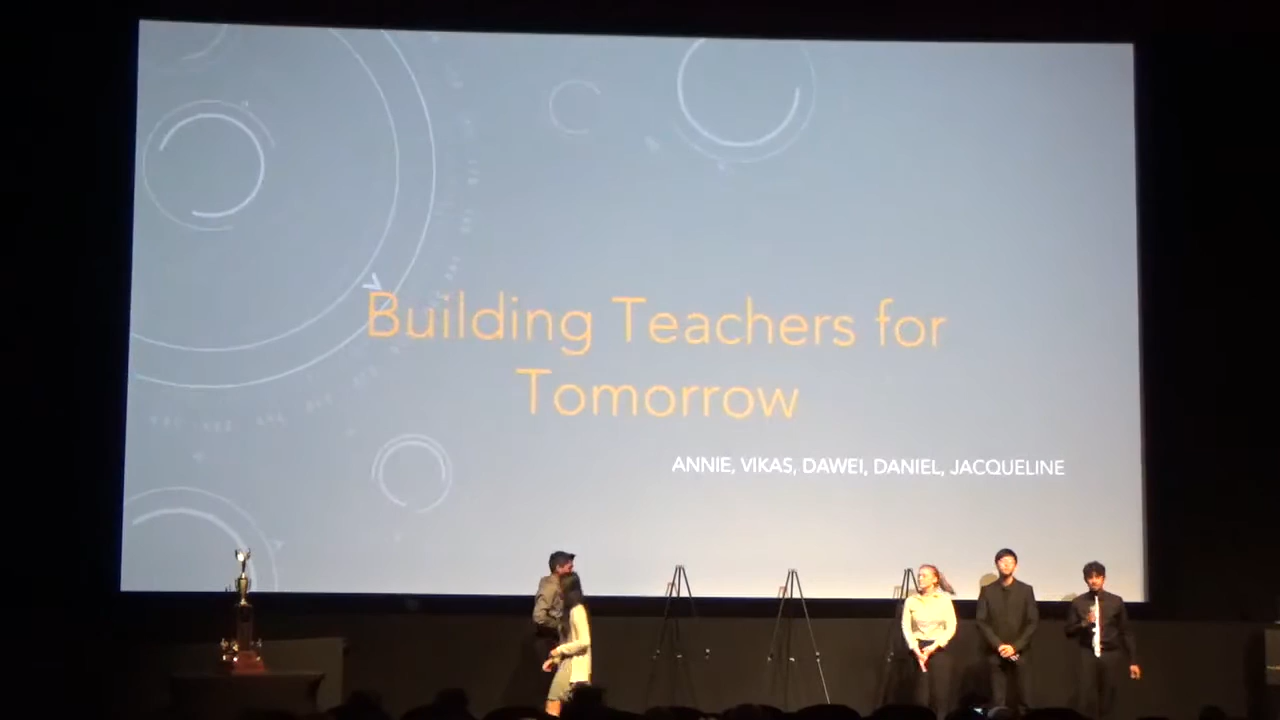 Building Teachers for
Tomorrow
ANNIE, VIKAS, DAWEI, DANIEL, JACQUELINE